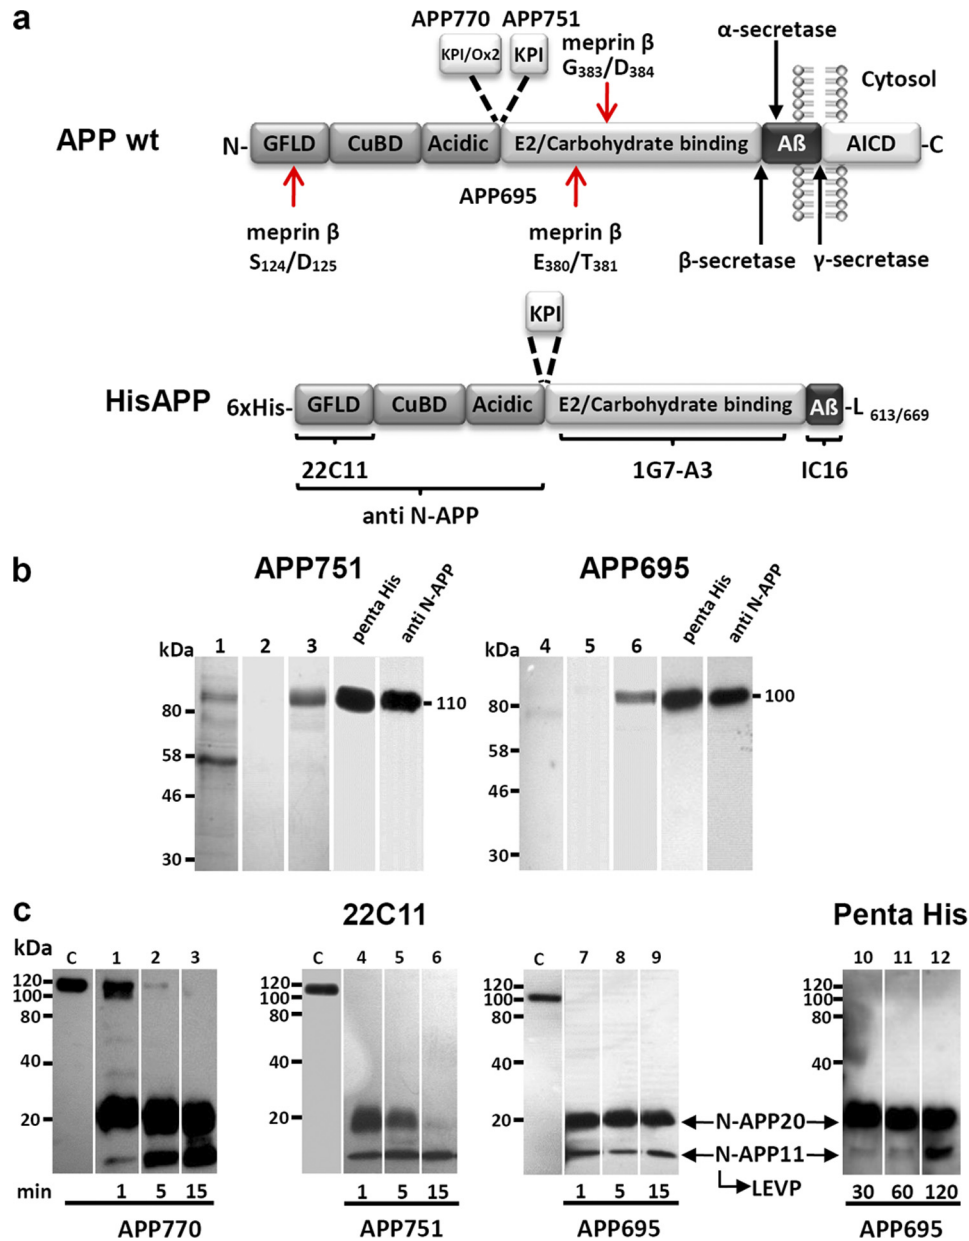 a
APP770 APP751
KPI/Ox2 KPI
meprin β
G383/D384
α-secretase
Cytosol
APP wt
N- GFLD CuBD Acidic E2/Carbohydrate binding Aß AICD -C
APP695
meprin β
S124/D125
meprin β
E380/T381
β-secretase γ-secretase
KPI
HisAPP
6xHis- GFLD CuBD Acidic E2/Carbohydrate binding Aß -L 613/669
22C11 1G7-A3 IC16
anti N-APP
b
APP751 APP695
kDa 1 2 3 penta His anti N-APP
kDa 4 5 6 penta His anti N-APP
80 110
58
46
30
80 100
58
46
30
c
22C11 Penta His
kDa
C 1 2 3
C 4 5 6
C 7 8 9
10 11 12
120
100
80
40
20
120
100
80
40
20
120
100
80
40
20
120
100
80
40
N-APP20
N-APP11
LEVP
min 1 5 15
1 5 15
1 5 15
30 60 120
APP770 APP751 APP695 APP695